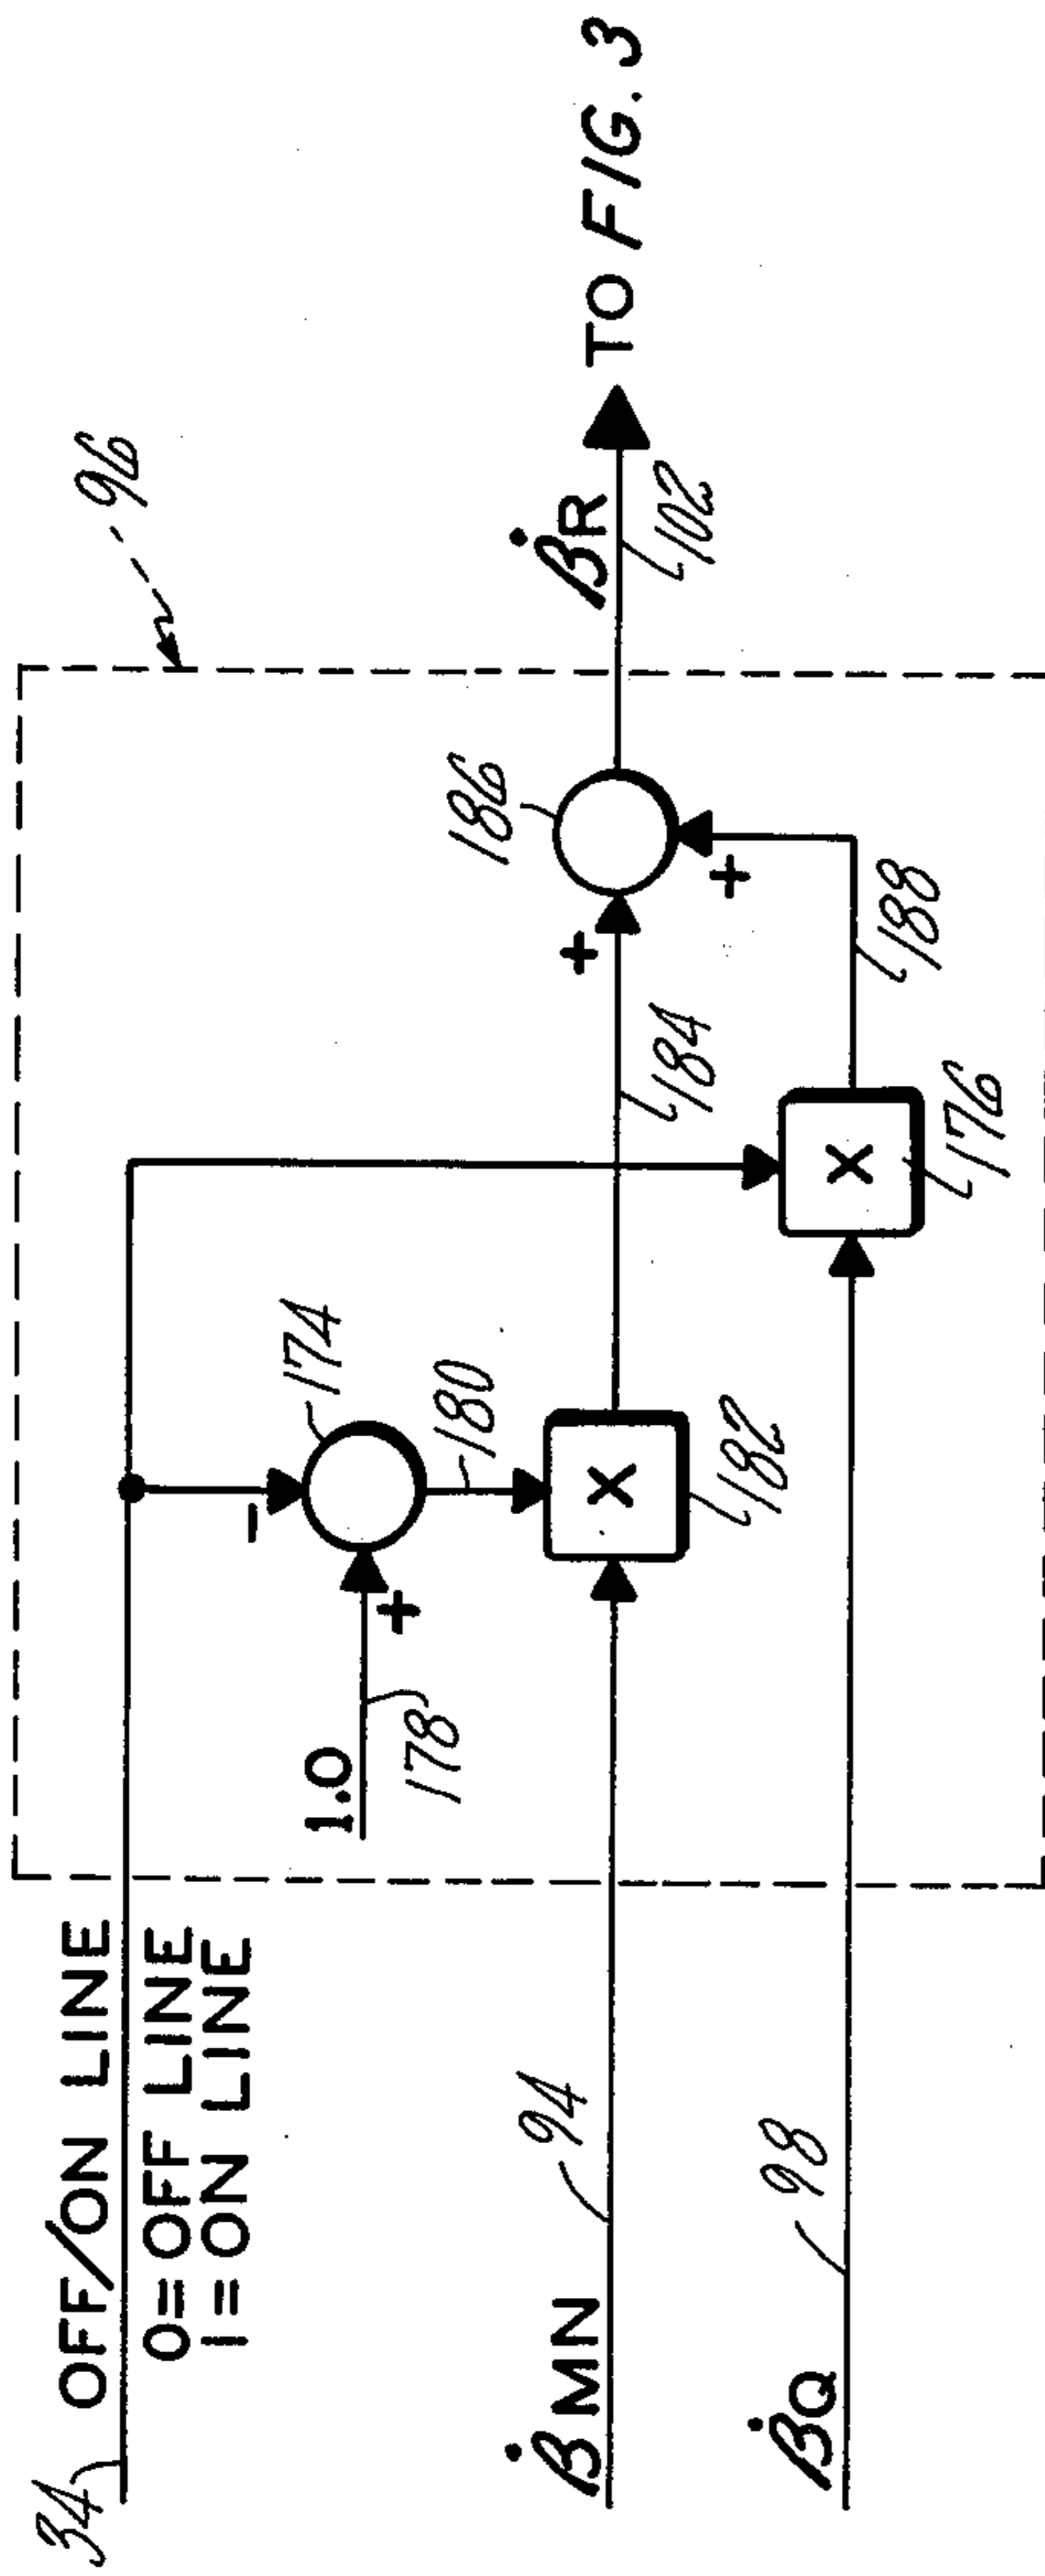 34
OFF/ON LINE
0=OFF LINE
1=ON LINE
96
1.0
178
+
-
174
180
β̇MN
94
X
182
184
+
186
+
β̇R
102
TO FIG. 3
β̇Q
98
X
176
188